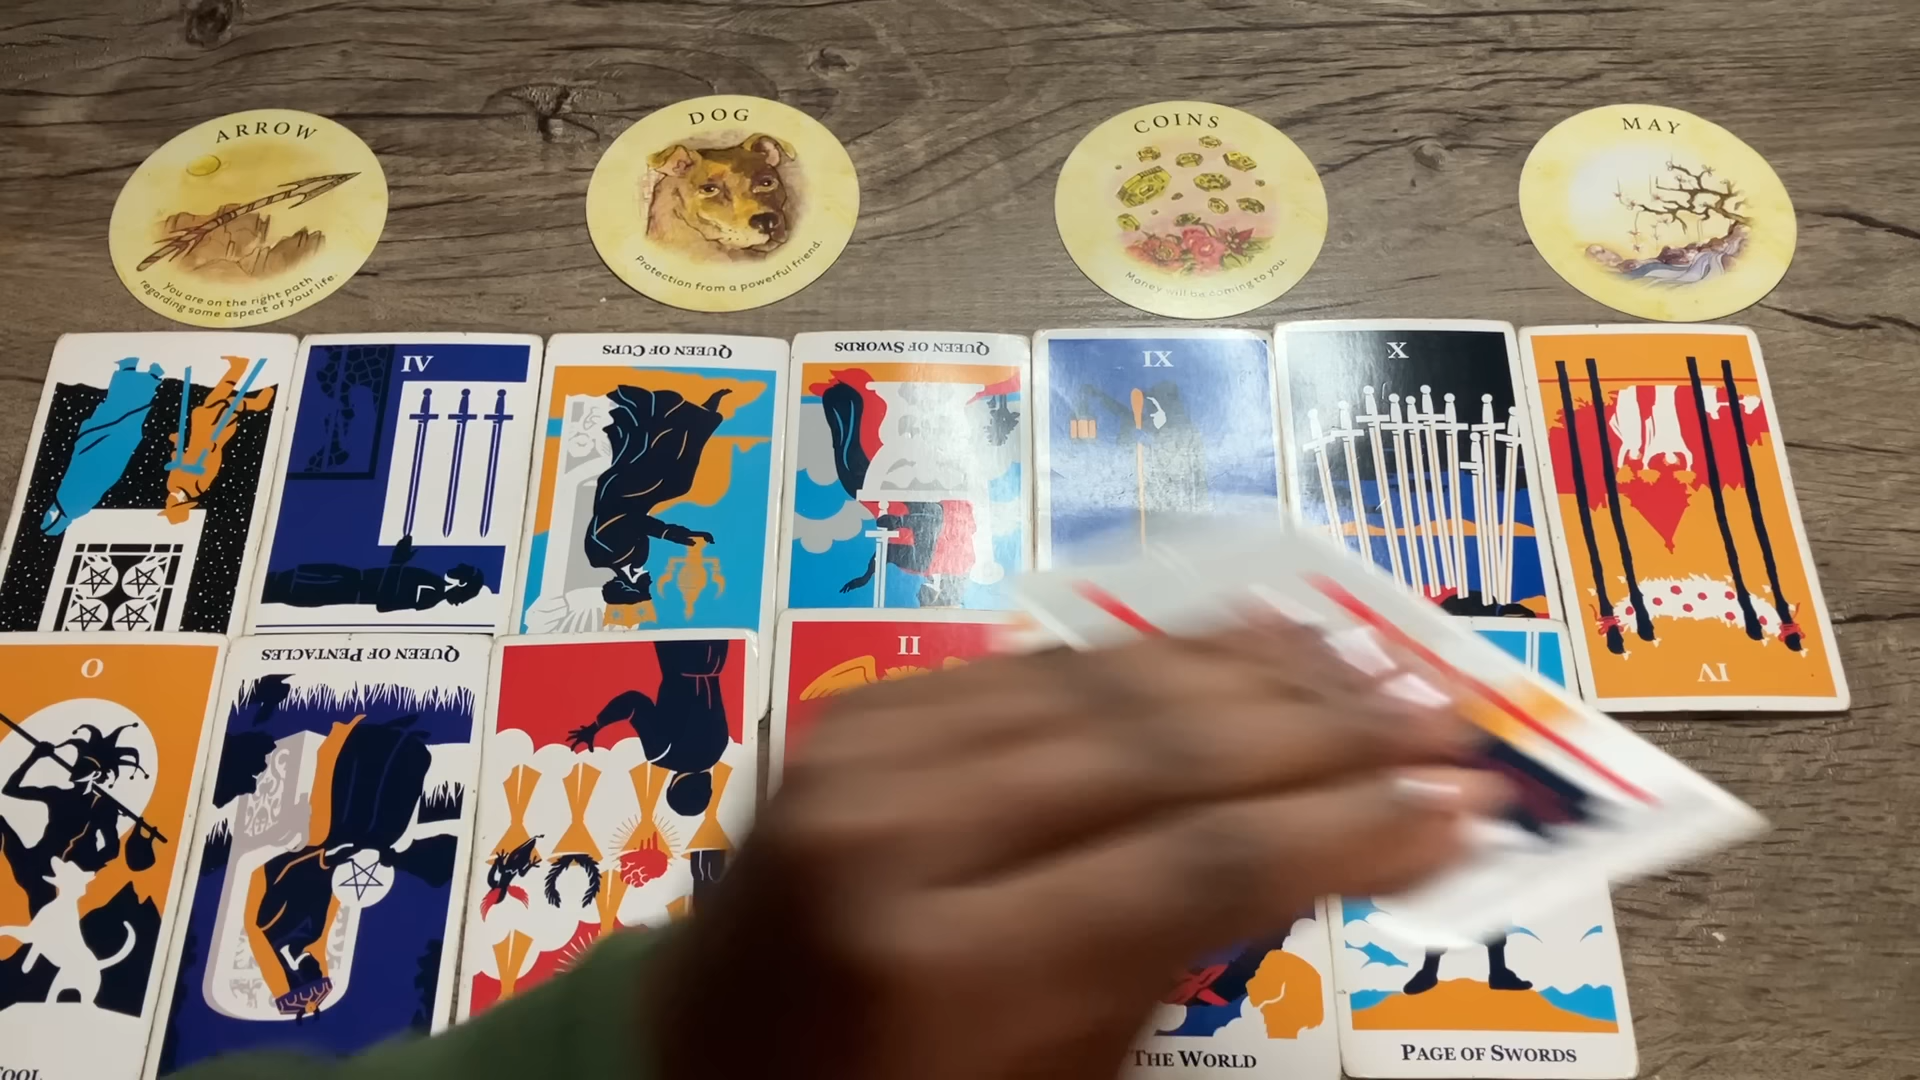 ARROW
You are on the right path
regarding some aspect of your life.
DOG
Protection from a powerful friend.
COINS
Money will be coming to you.
MAY
IV
QUEEN OF CUPS
QUEEN OF SWORDS
IX
X
IV
0
QUEEN OF PENTACLES
II
OOL
THE WORLD
PAGE OF SWORDS